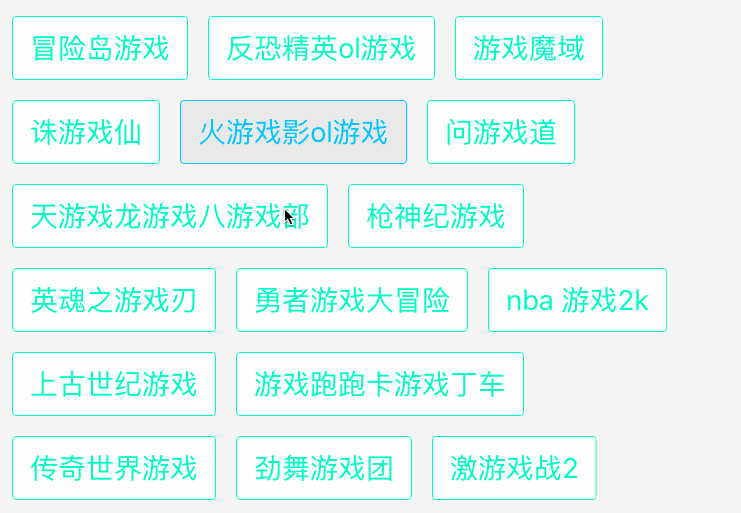 冒险岛游戏 反恐精英ol游戏 游戏魔域
诛游戏仙 火游戏影ol游戏 问游戏道
天游戏龙游戏八游戏部 枪神纪游戏
英魂之游戏刃 勇者游戏大冒险 nba 游戏2k
上古世纪游戏 游戏跑跑卡游戏丁车
传奇世界游戏 劲舞游戏团 激游戏战2